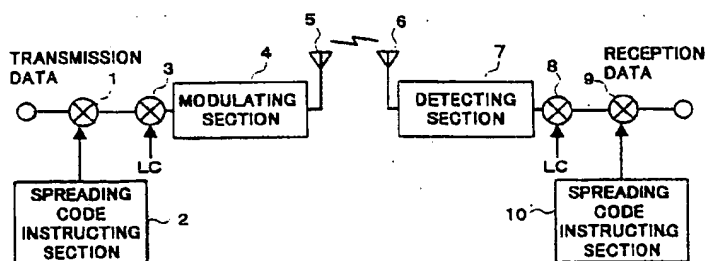 TRANSMISSION
DATA
1
3
4
5
6
7
8
9
RECEPTION
DATA
MODULATING
SECTION
DETECTING
SECTION
LC
LC
SPREADING
CODE
INSTRUCTING
SECTION
2
10
SPREADING
CODE
INSTRUCTING
SECTION